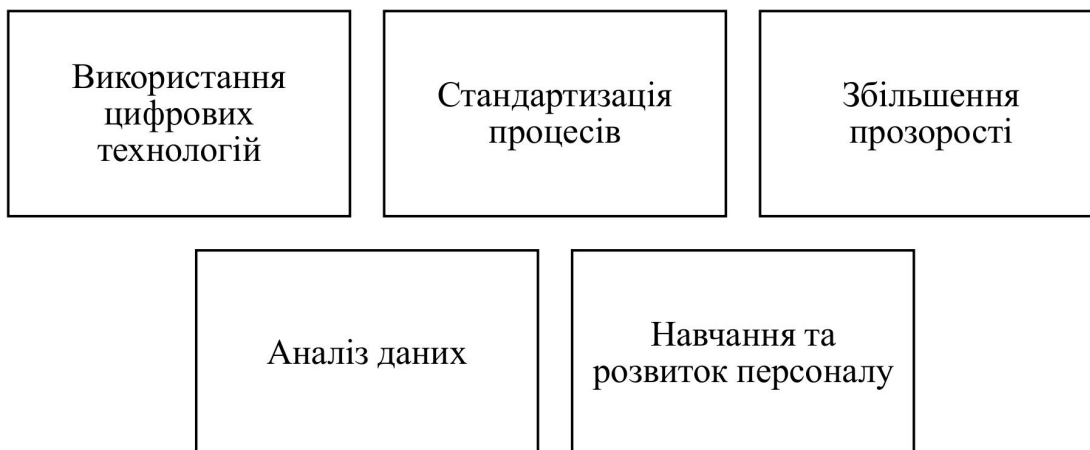 Використання
цифрових
технологій
Стандартизація
процесів
Збільшення
прозорості
Аналіз даних
Навчання та
розвиток персоналу